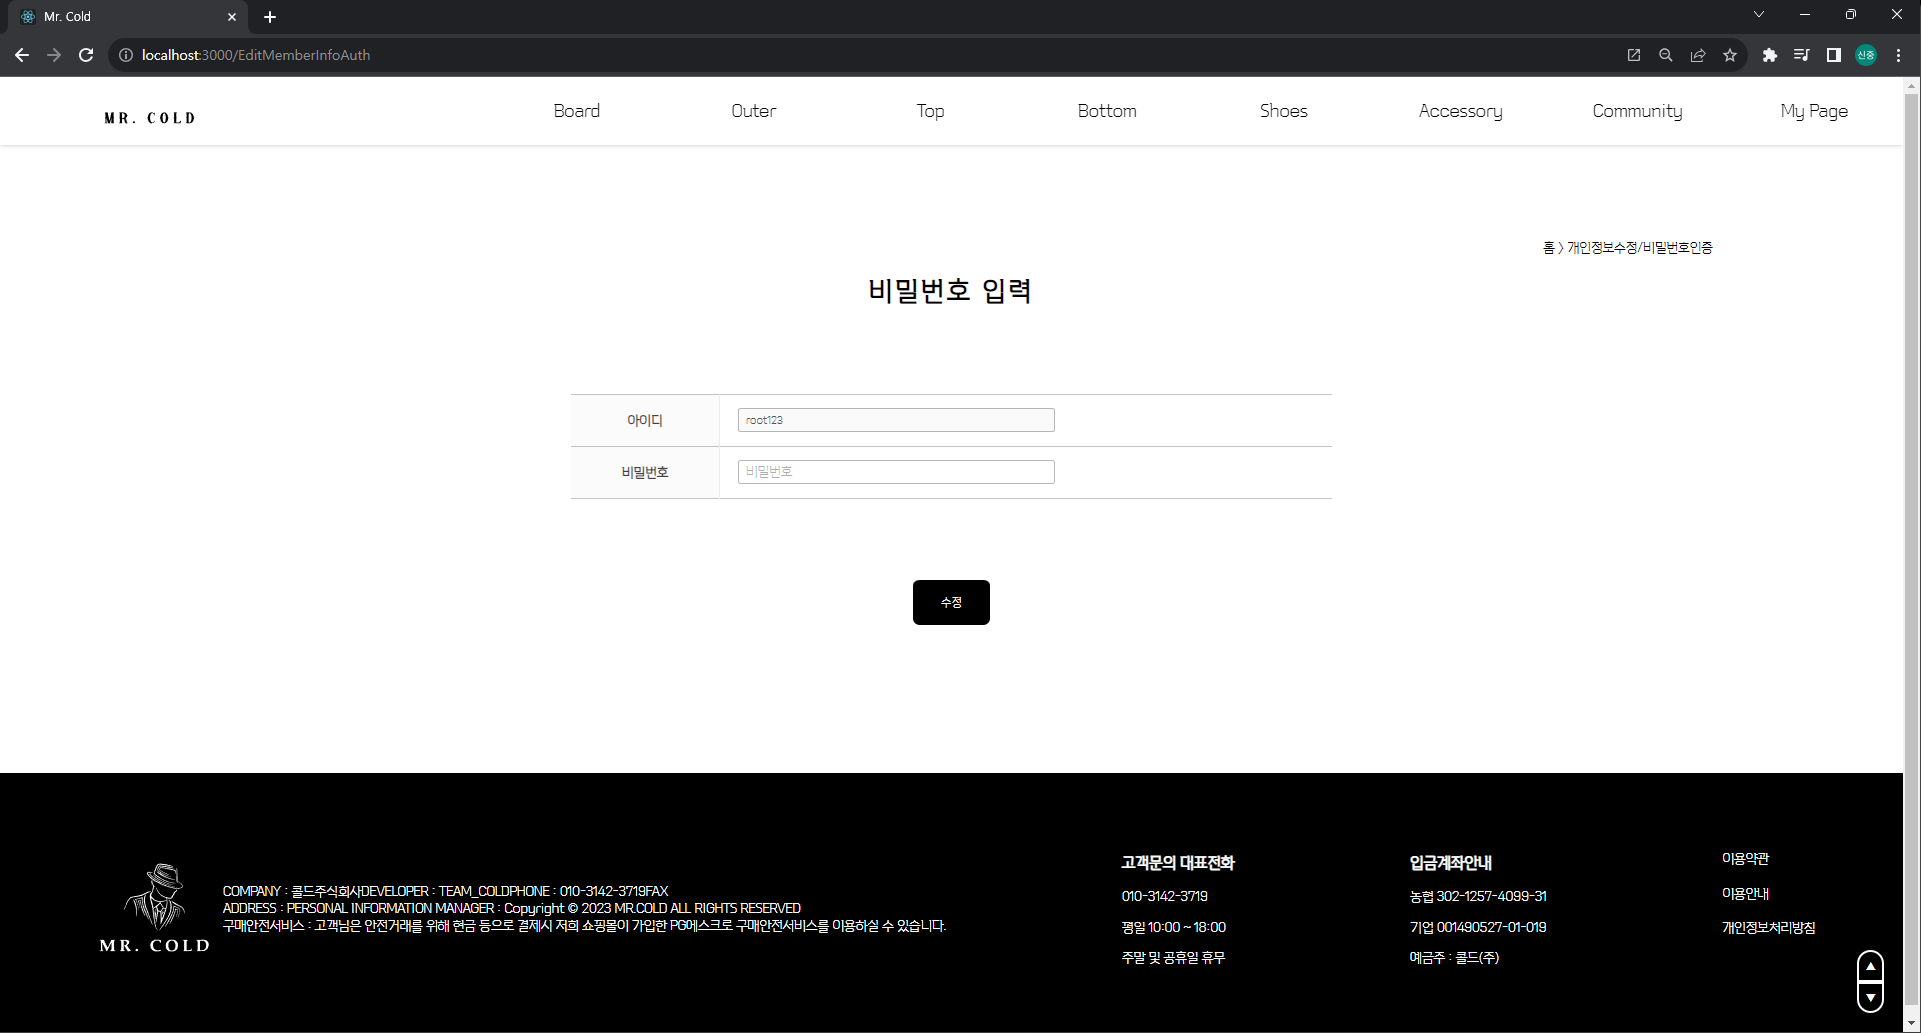 Mr. Cold
localhost:3000/EditMemberInfoAuth
신중
MR. COLD
Board
Outer
Top
Bottom
Shoes
Accessory
Community
My Page
홈 > 개인정보수정/비밀번호인증
비밀번호 입력
아이디
root123
비밀번호
비밀번호
수정
MR. COLD
COMPANY : 콜드주식회사DEVELOPER : TEAM_COLDPHONE : 010-3142-3719FAX
ADDRESS : PERSONAL INFORMATION MANAGER : Copyright © 2023 MR.COLD ALL RIGHTS RESERVED
구매안전서비스 : 고객님은 안전거래를 위해 현금 등으로 결제시 저희 쇼핑몰이 가입한 PG에스크로 구매안전서비스를 이용하실 수 있습니다.
고객문의 대표전화
010-3142-3719
평일 10:00 ~ 18:00
주말 및 공휴일 휴무
입금계좌안내
농협 302-1257-4099-31
기업 001490527-01-019
예금주 : 콜드(주)
이용약관
이용안내
개인정보처리방침